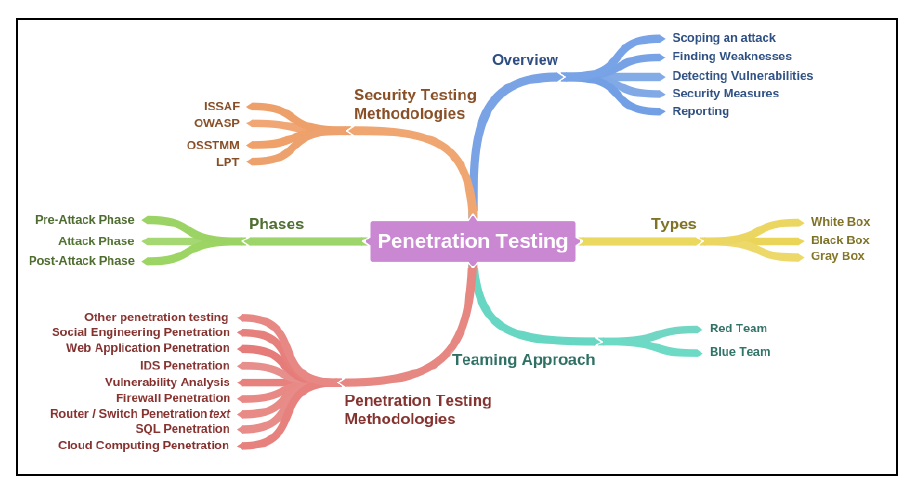 Penetration Testing
Overview
Scoping an attack
Finding Weaknesses
Detecting Vulnerabilities
Security Measures
Reporting
Types
White Box
Black Box
Gray Box
Teaming Approach
Red Team
Blue Team
Security Testing
Methodologies
ISSAF
OWASP
OSSTMM
LPT
Phases
Pre-Attack Phase
Attack Phase
Post-Attack Phase
Penetration Testing
Methodologies
Other penetration testing
Social Engineering Penetration
Web Application Penetration
IDS Penetration
Vulnerability Analysis
Firewall Penetration
Router / Switch Penetration text
SQL Penetration
Cloud Computing Penetration